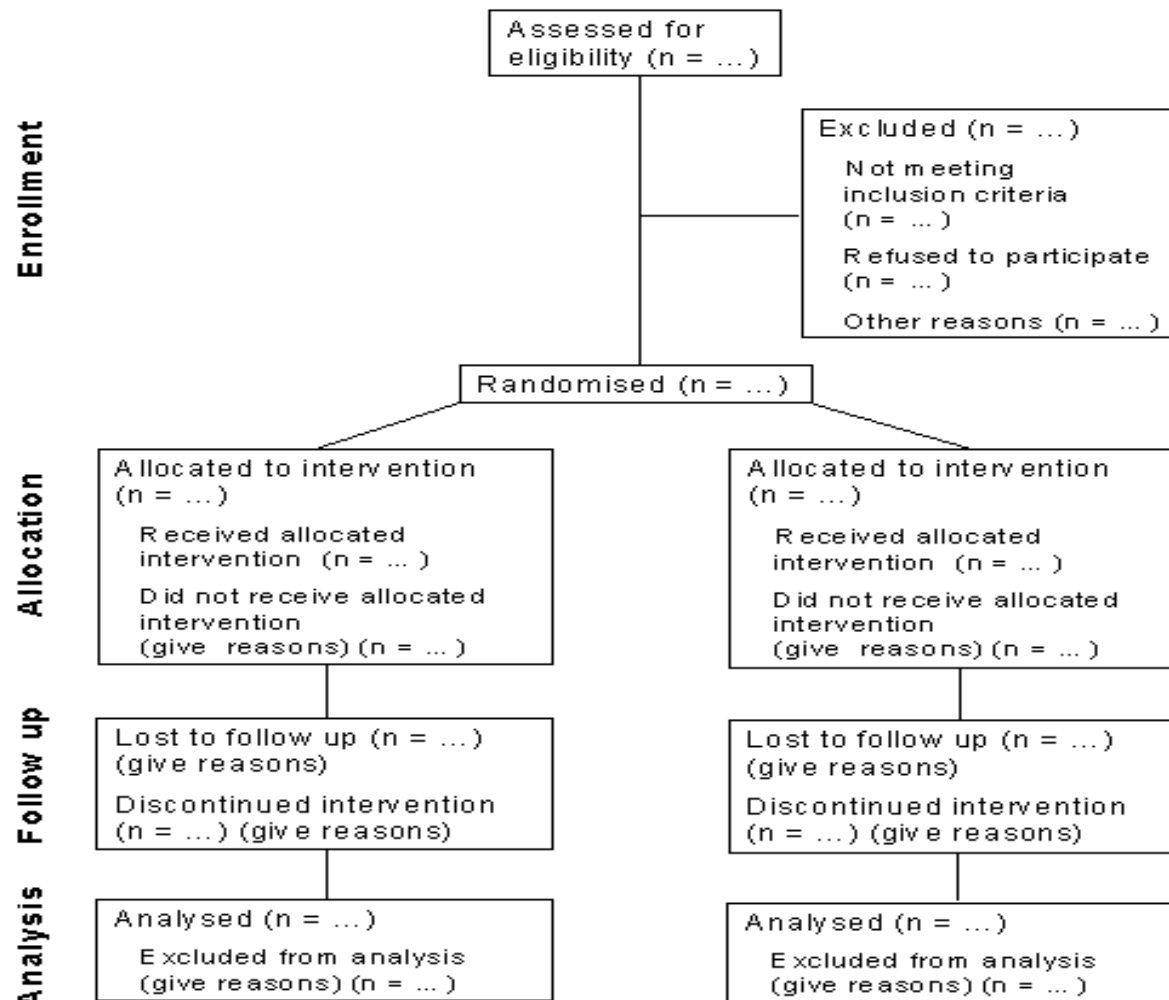 Assessed for
eligibility (n = ...)
Enrollment
Excluded (n = ...)
Not meeting
inclusion criteria
(n = ...)
Refused to participate
(n = ...)
Other reasons (n = ...)
Randomised (n = ...)
Allocation
Allocated to intervention
(n = ...)
Received allocated
intervention (n = ...)
Did not receive allocated
intervention
(give reasons) (n = ...)
Allocated to intervention
(n = ...)
Received allocated
intervention (n = ...)
Did not receive allocated
intervention
(give reasons) (n = ...)
Follow up
Lost to follow up (n = ...)
(give reasons)
Discontinued intervention
(n = ...) (give reasons)
Lost to follow up (n = ...)
(give reasons)
Discontinued intervention
(n = ...) (give reasons)
Analysis
Analysed (n = ...)
Excluded from analysis
(give reasons) (n = ...)
Analysed (n = ...)
Excluded from analysis
(give reasons) (n = ...)